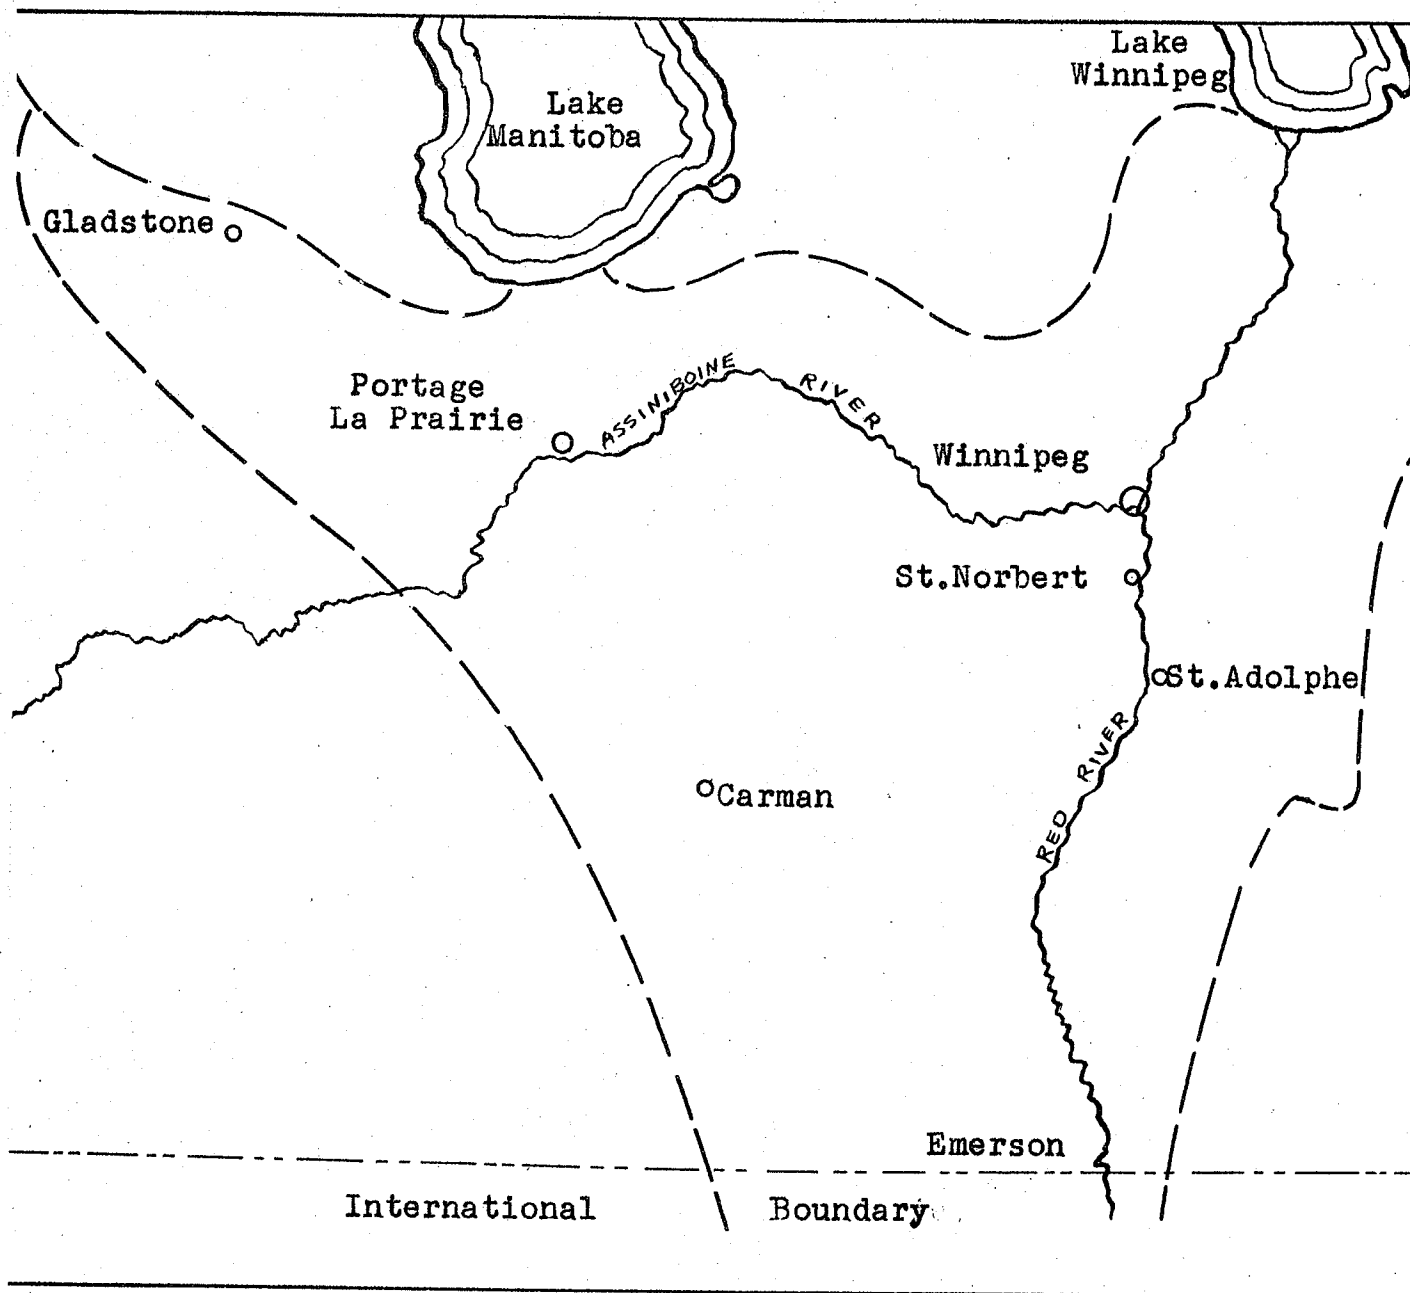 Lake
Winnipeg
Lake
Manitoba
Gladstone
Portage
La Prairie
ASSINIBOINE RIVER
Winnipeg
St.Norbert
St.Adolphe
RED RIVER
Carman
Emerson
International Boundary